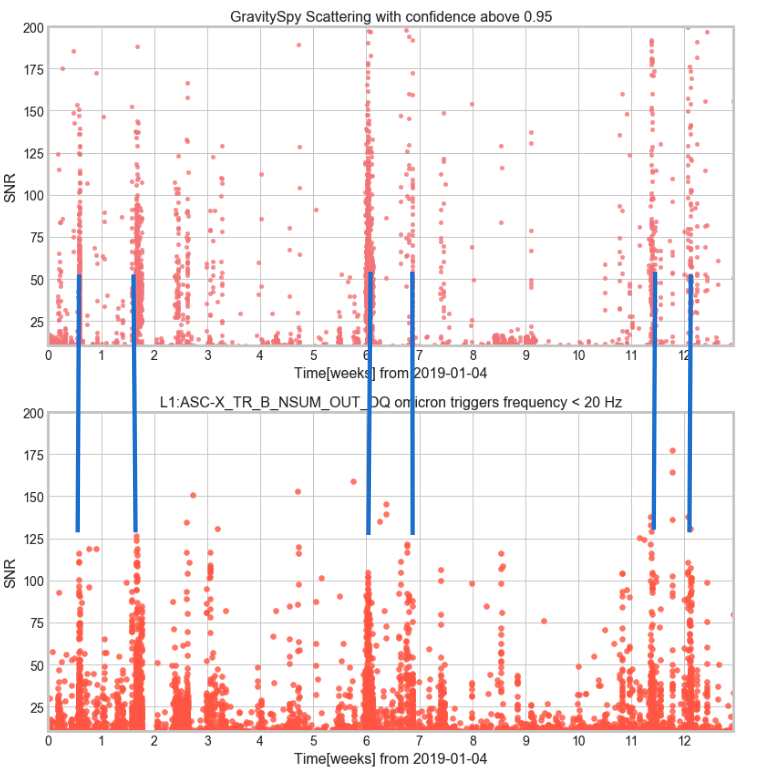 GravitySpy Scattering with confidence above 0.95
200
175
150
125
100
75
50
25
SNR
0 1 2 3 4 5 6 7 8 9 10 11 12
Time[weeks] from 2019-01-04
L1:ASC-X_TR_B_NSUM_OUT_DQ omicron triggers frequency < 20 Hz
200
175
150
125
100
75
50
25
SNR
0 1 2 3 4 5 6 7 8 9 10 11 12
Time[weeks] from 2019-01-04